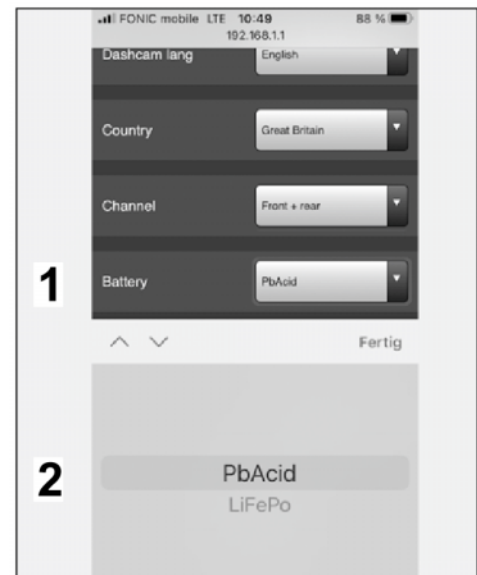 FONIC mobile LTE 10:49 88 %
192.168.1.1
Dashcam lang English
Country Great Britain
Channel Front + rear
1 Battery PbAcid
Fertig
2 PbAcid
LiFePo